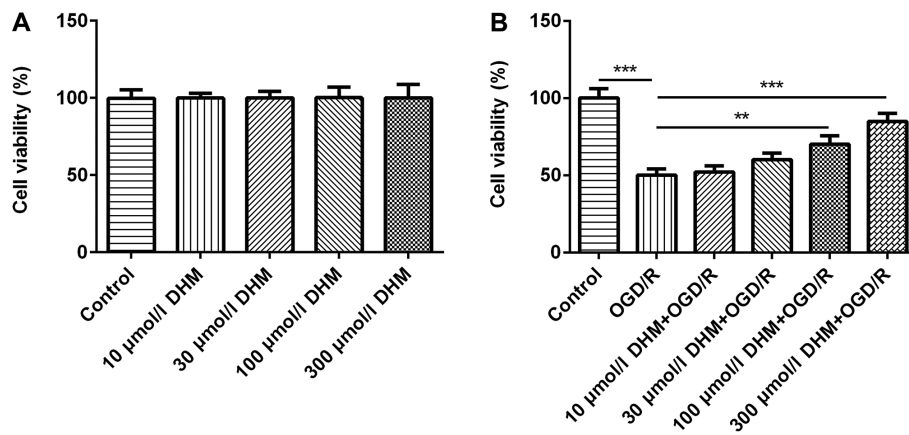 A
Cell viability (%)
150
100
50
0
Control
10 μmol/l DHM
30 μmol/l DHM
100 μmol/l DHM
300 μmol/l DHM
B
Cell viability (%)
150
100
50
0
***
***
**
Control
OGD/R
10 μmol/l DHM+OGD/R
30 μmol/l DHM+OGD/R
100 μmol/l DHM+OGD/R
300 μmol/l DHM+OGD/R